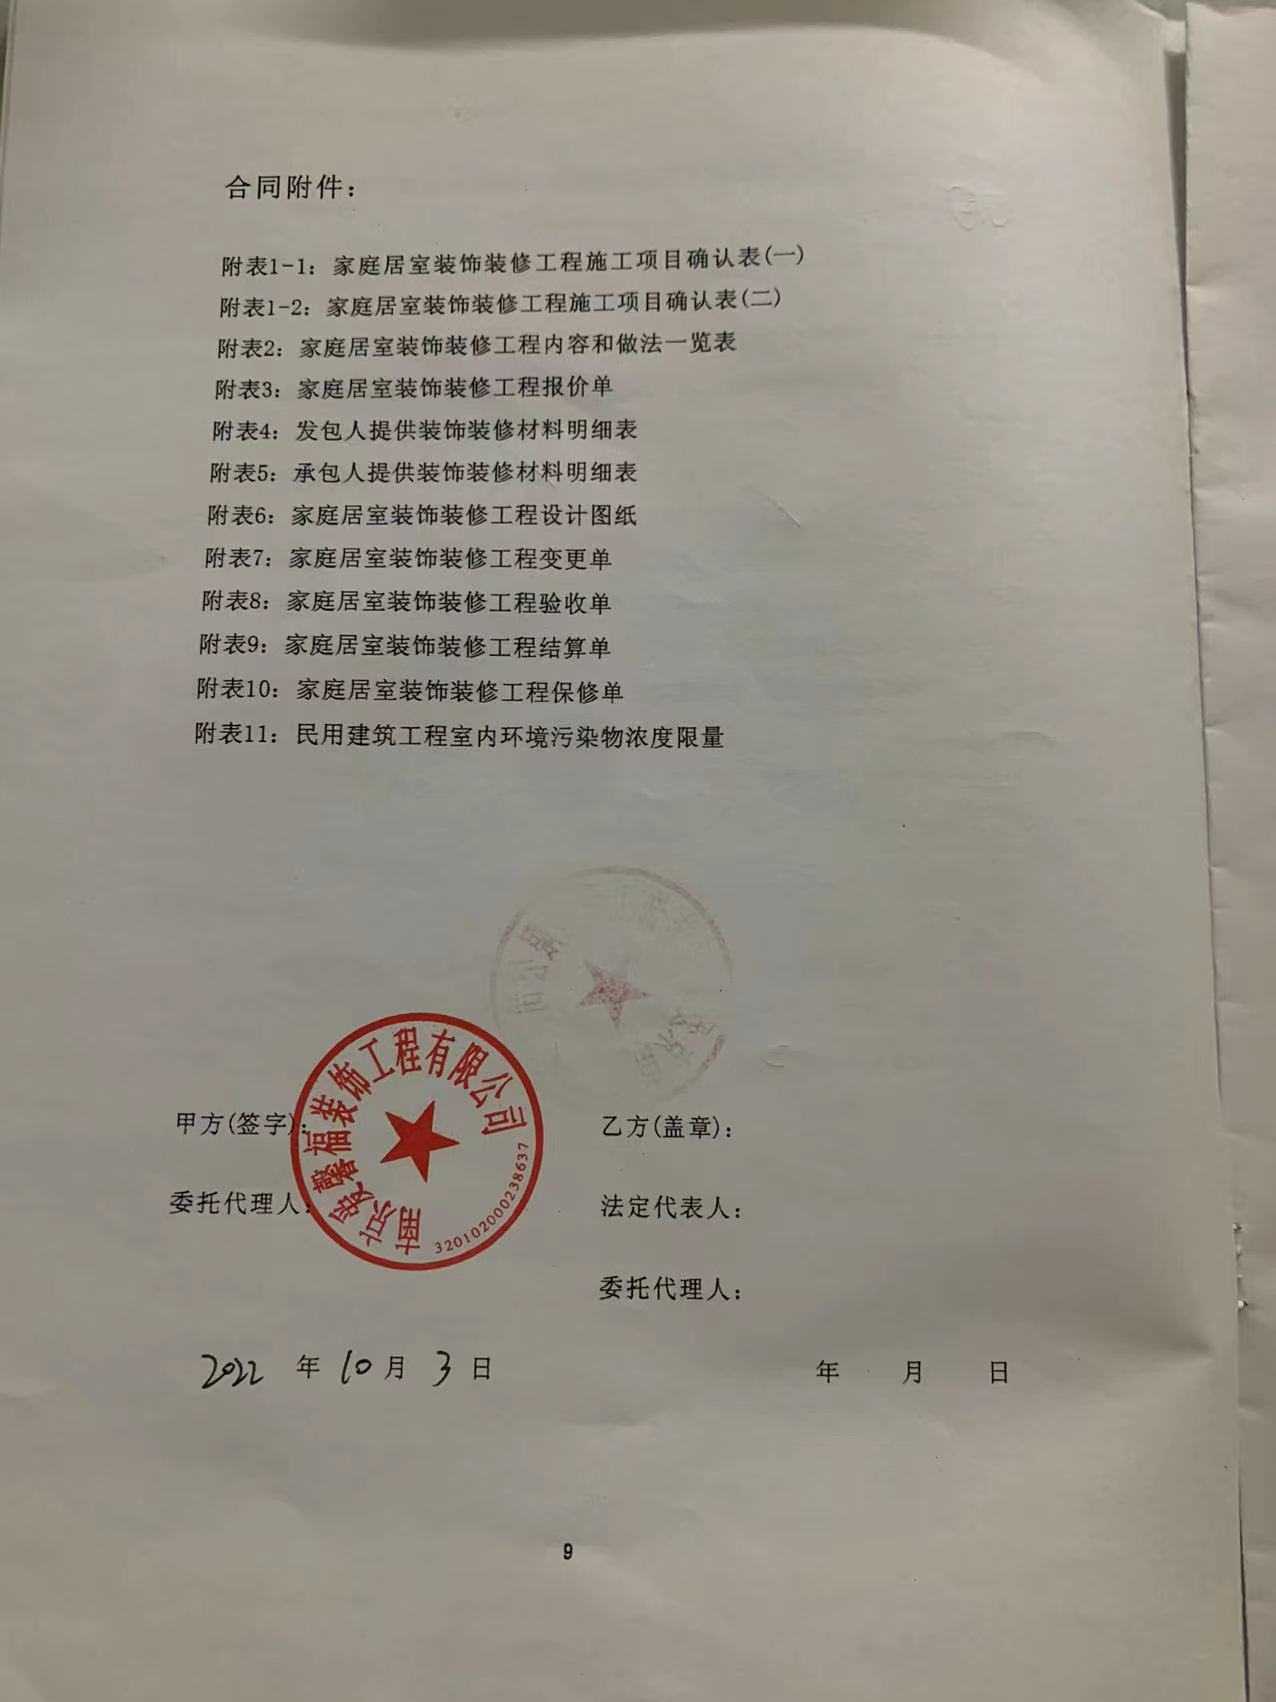 合同附件：
附表1-1：家庭居室装饰装修工程施工项目确认表(一)
附表1-2：家庭居室装饰装修工程施工项目确认表(二)
附表2：家庭居室装饰装修工程内容和做法一览表
附表3：家庭居室装饰装修工程报价单
附表4：发包人提供装饰装修材料明细表
附表5：承包人提供装饰装修材料明细表
附表6：家庭居室装饰装修工程设计图纸
附表7：家庭居室装饰装修工程变更单
附表8：家庭居室装饰装修工程验收单
附表9：家庭居室装饰装修工程结算单
附表10：家庭居室装饰装修工程保修单
附表11：民用建筑工程室内环境污染物浓度限量
甲方(签字)：
乙方(盖章)：
南京 馨福装饰工程有限公司
320102000238637
委托代理人：
法定代表人：
委托代理人：
2022 年 10 月 3 日
年 月 日
9